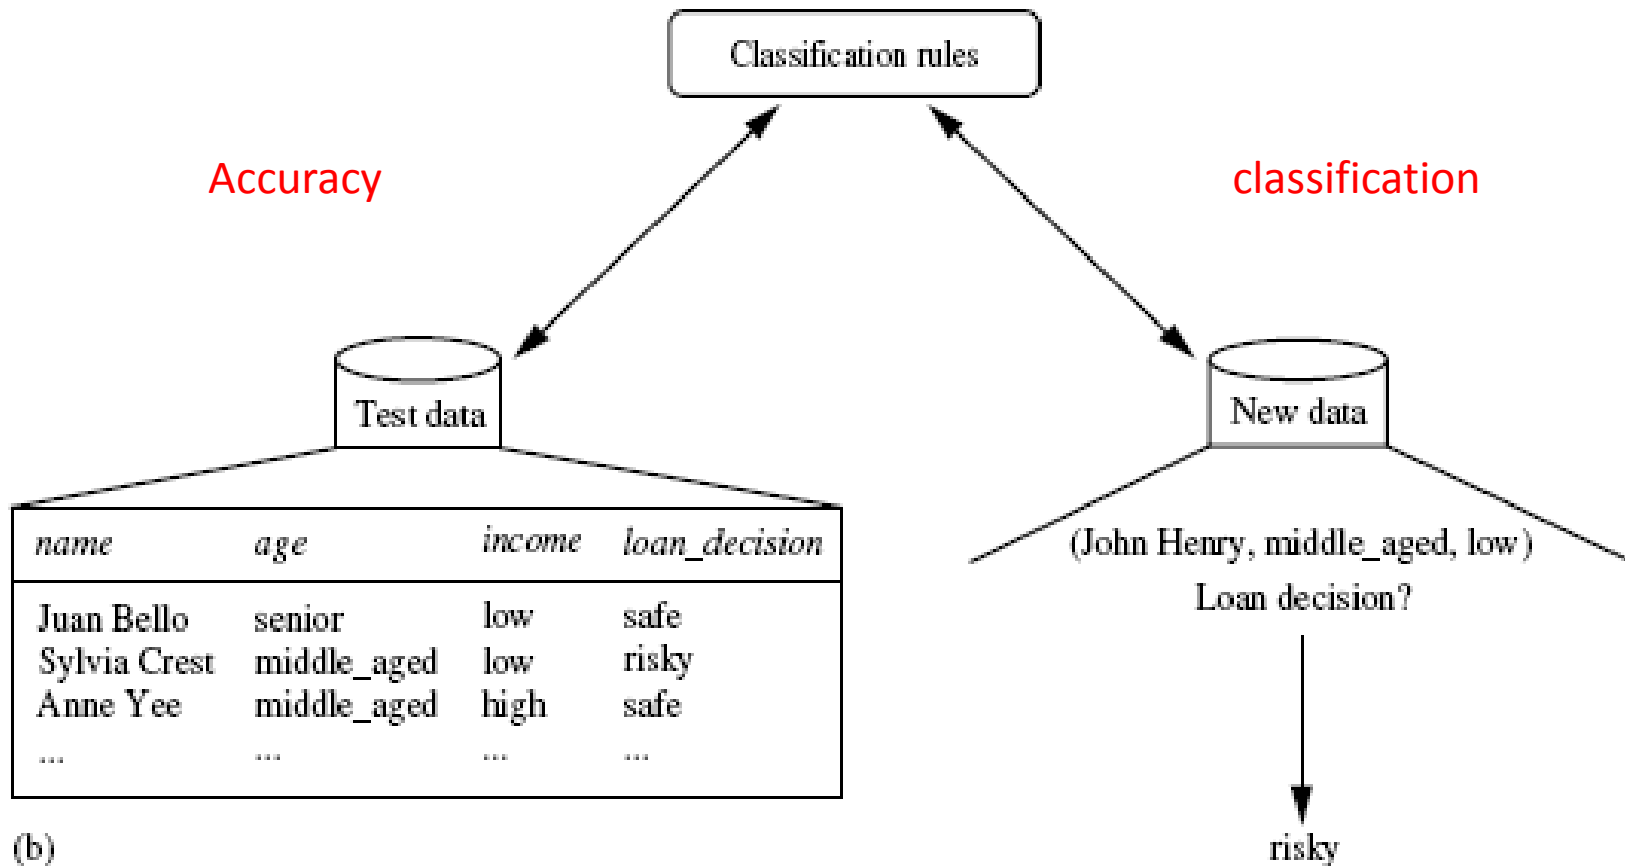 Classification rules
Accuracy
classification
Test data
name age income loan_decision
Juan Bello senior low safe
Sylvia Crest middle_aged low risky
Anne Yee middle_aged high safe
... ... ... ...
(b)
New data
(John Henry, middle_aged, low)
Loan decision?
risky